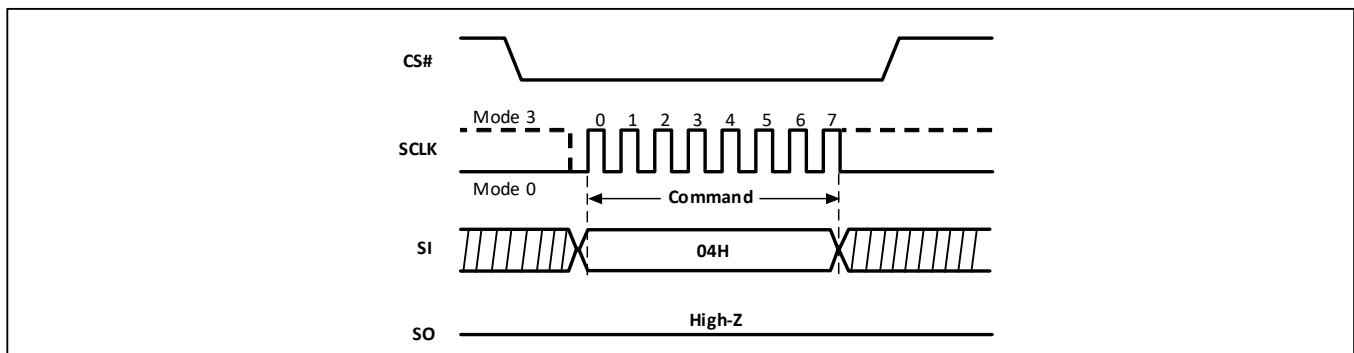 CS#
Mode 3
0 1 2 3 4 5 6 7
SCLK
Mode 0
Command
SI
04H
High-Z
SO